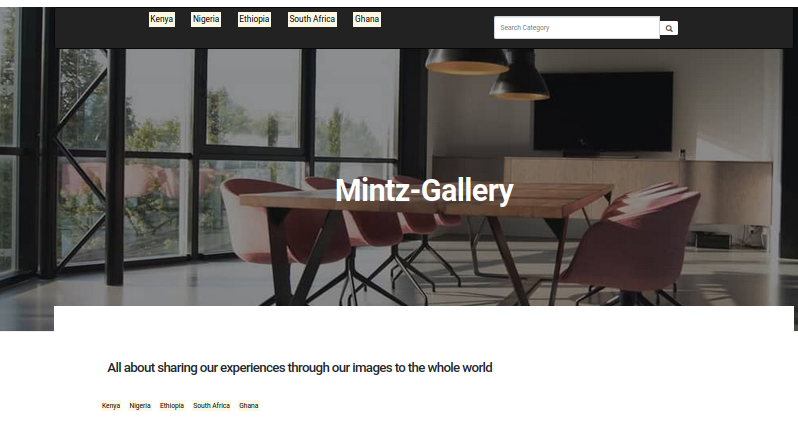 Kenya Nigeria Ethiopia South Africa Ghana Search Category
Mintz-Gallery
All about sharing our experiences through our images to the whole world
Kenya Nigeria Ethiopia South Africa Ghana